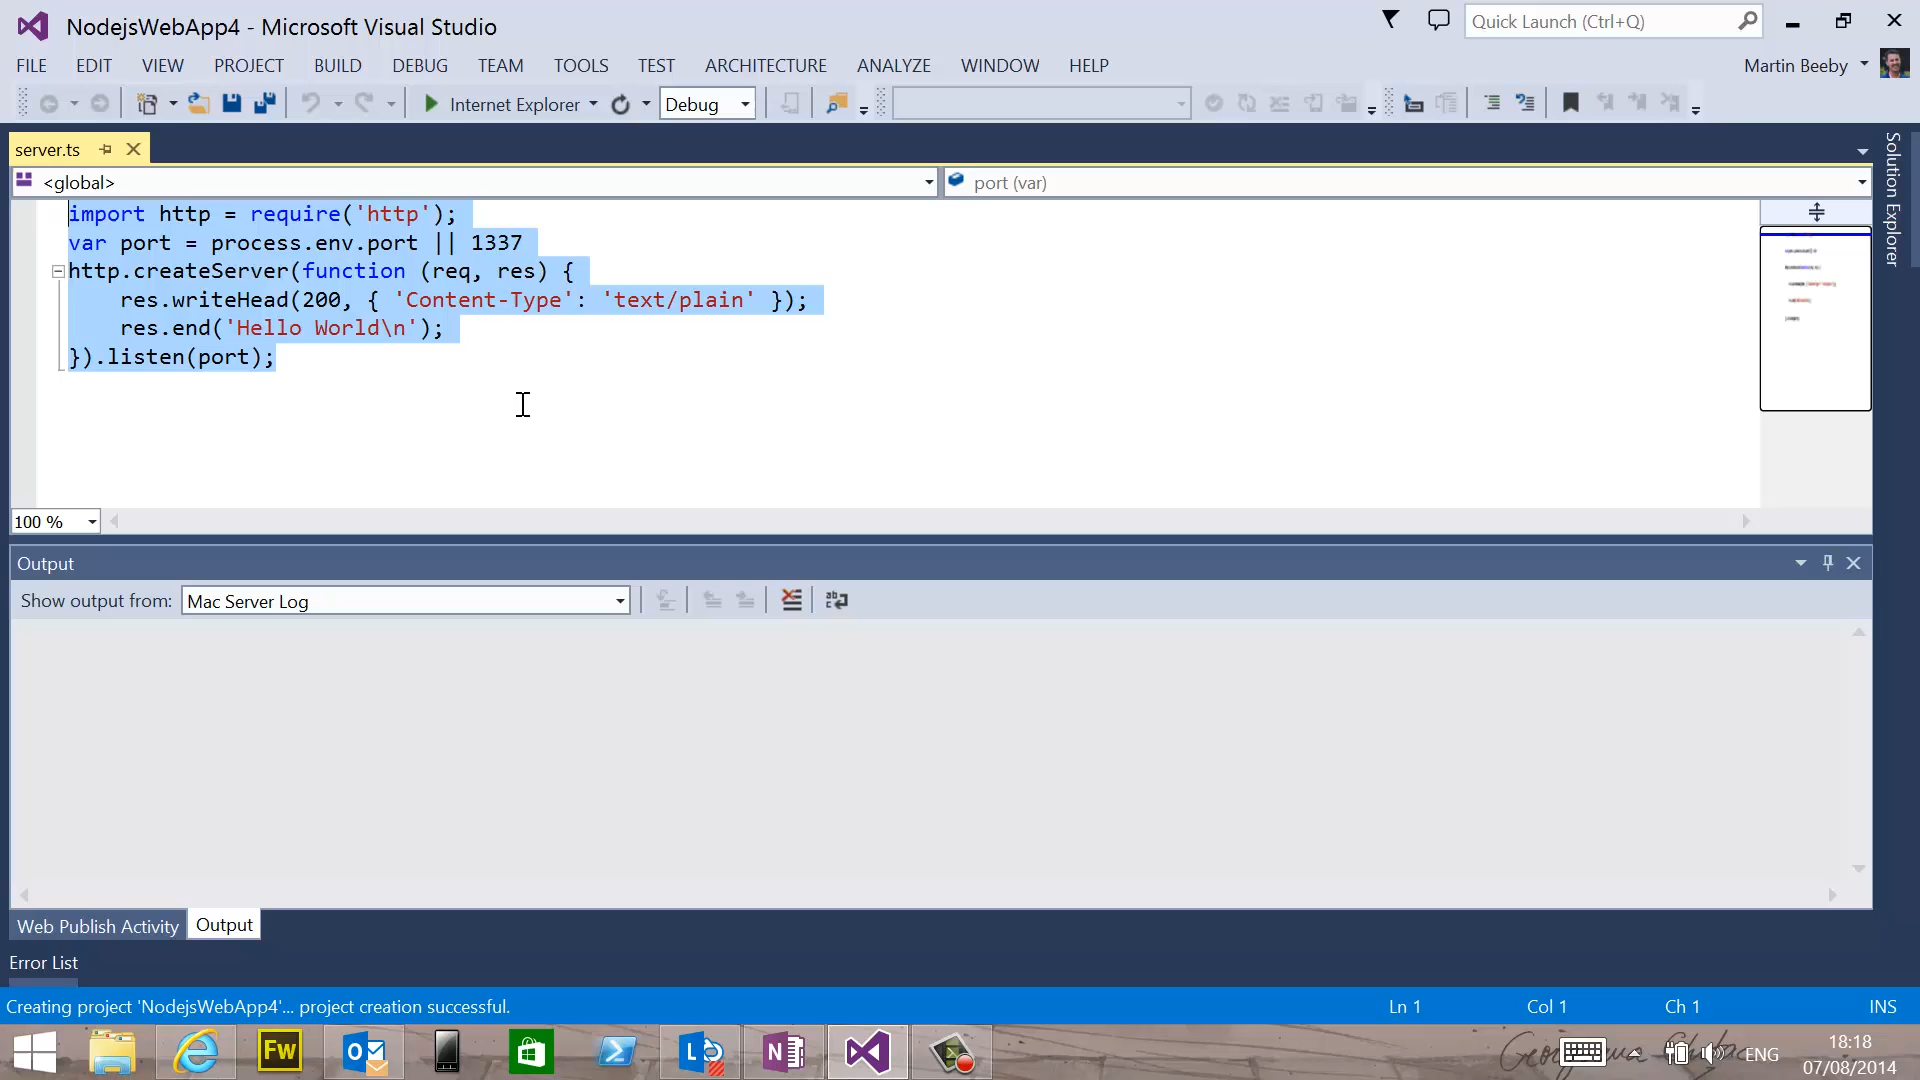 NodejsWebApp4 - Microsoft Visual Studio
Quick Launch (Ctrl+Q)
FILE EDIT VIEW PROJECT BUILD DEBUG TEAM TOOLS TEST ARCHITECTURE ANALYZE WINDOW HELP
Martin Beeby
Internet Explorer
Debug
server.ts
<global>
port (var)
import http = require('http');
var port = process.env.port || 1337
http.createServer(function (req, res) {
res.writeHead(200, { 'Content-Type': 'text/plain' });
res.end('Hello World\n');
}).listen(port);
Solution Explorer
100 %
Output
Show output from: Mac Server Log
Web Publish Activity
Output
Error List
Creating project 'NodejsWebApp4'... project creation successful.
Ln 1
Col 1
Ch 1
INS
Fw
ENG
18:18
07/08/2014